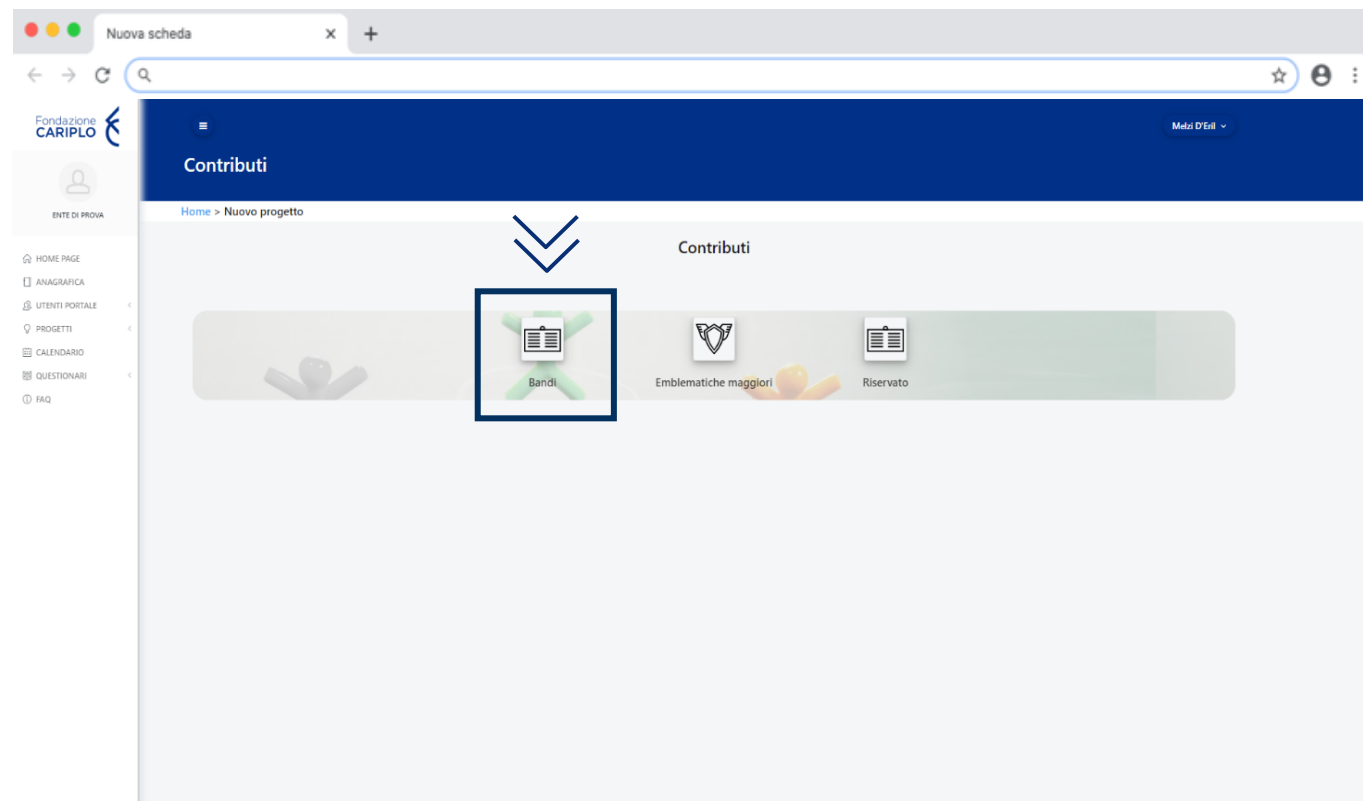 Nuova scheda
Fondazione
CARIPLO
Melzi D'Eril
Contributi
ENTE DI PROVA
Home > Nuovo progetto
Contributi
HOME PAGE
ANAGRAFICA
UTENTI PORTALE
PROGETTI
CALENDARIO
QUESTIONARI
FAQ
Bandi
Emblematiche maggiori
Riservato